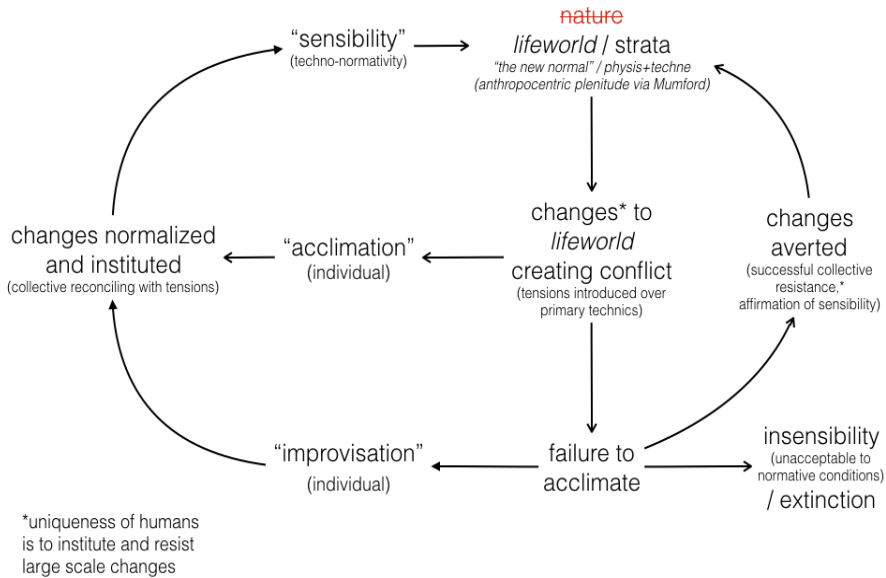 nature
“sensibility”
(techno-normativity)
lifeworld / strata
“the new normal” / physis+techne
(anthropocentric plenitude via Mumford)
changes normalized
and instituted
(collective reconciling with tensions)
“acclimation”
(individual)
changes* to
lifeworld
creating conflict
(tensions introduced over
primary technics)
changes
averted
(successful collective
resistance,*
affirmation of sensibility)
“improvisation”
(individual)
failure to
acclimate
insensibility
(unacceptable to
normative conditions)
/ extinction
*uniqueness of humans
is to institute and resist
large scale changes